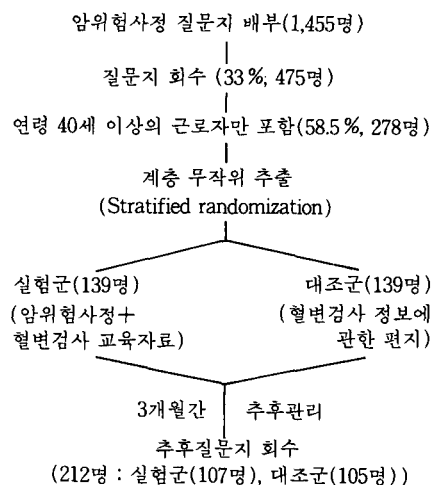 암위험사정 질문지 배부(1,455명)
질문지 회수 (33%, 475명)
연령 40세 이상의 근로자만 포함(58.5%, 278명)
계층 무작위 추출
(Stratified randomization)
실험군(139명)
(암위험사정+
혈변검사 교육자료)
대조군(139명)
(혈변검사 정보에
관한 편지)
3개월간 추후관리
추후질문지 회수
(212명 : 실험군(107명), 대조군(105명))